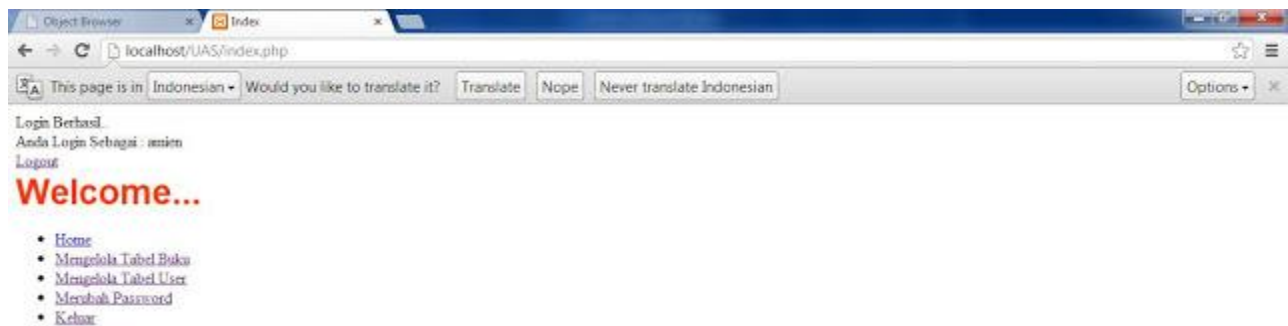 Object Browser
Index
localhost/UAS/index.php
This page is in Indonesian Would you like to translate it? Translate Nope Never translate Indonesian Options
Login Berhasil.
Anda Login Sebagai : amien
Logout
Welcome...
Home
Mengelola Tabel Buku
Mengelola Tabel User
Merubah Password
Keluar